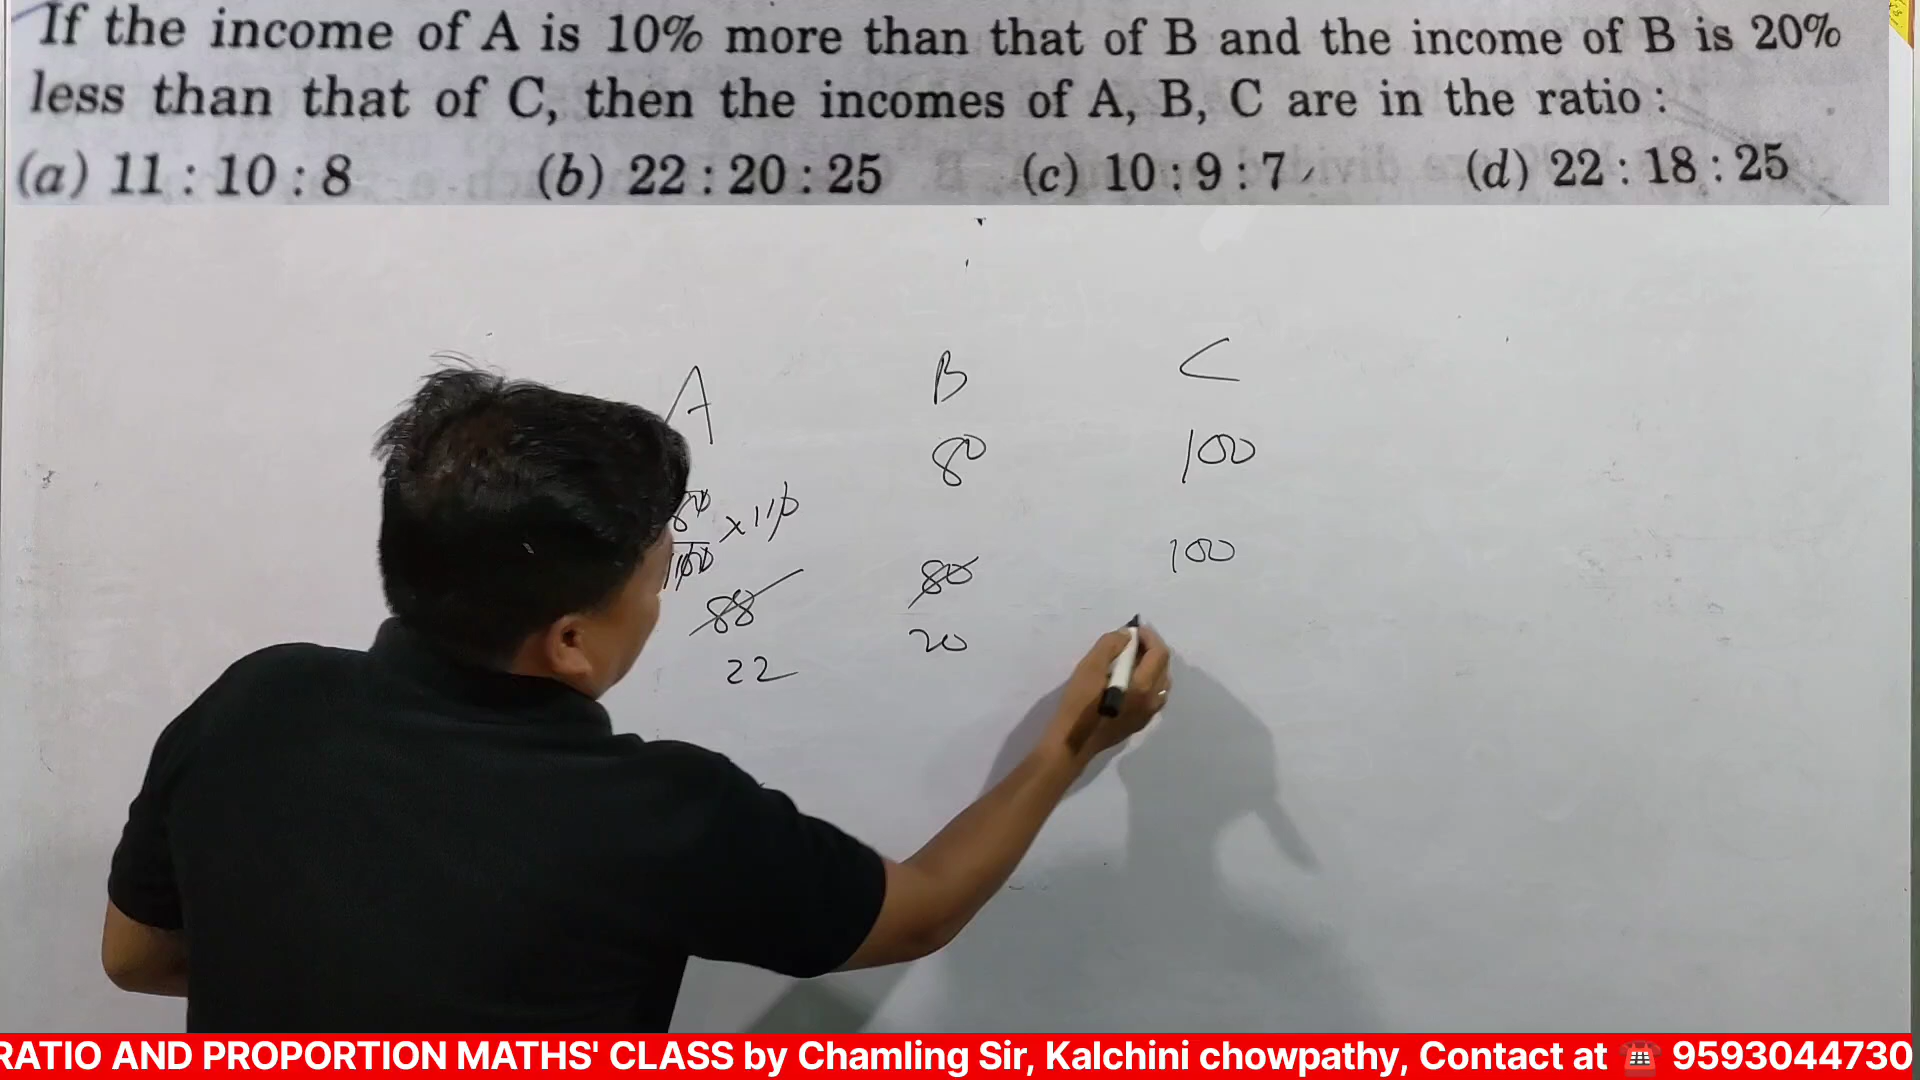 If the income of A is 10% more than that of B and the income of B is 20%
less than that of C, then the incomes of A, B, C are in the ratio :
(a) 11 : 10 : 8 (b) 22 : 20 : 25 (c) 10 : 9 : 7 (d) 22 : 18 : 25
A B C
80 100
80 x 110
100
88 80 100
22 20
RATIO AND PROPORTION MATHS' CLASS by Chamling Sir, Kalchini chowpathy, Contact at ☎️ 9593044730